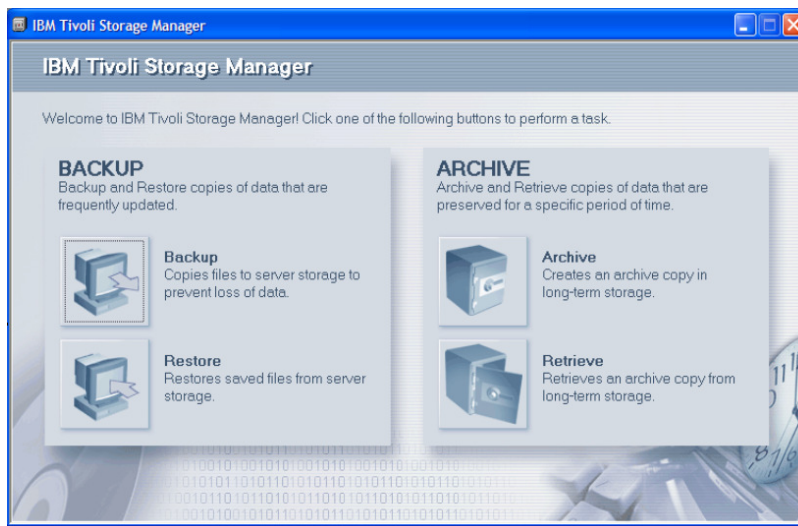 IBM Tivoli Storage Manager
IBM Tivoli Storage Manager
Welcome to IBM Tivoli Storage Manager! Click one of the following buttons to perform a task.
BACKUP
Backup and Restore copies of data that are
frequently updated.
Backup
Copies files to server storage to
prevent loss of data.
Restore
Restores saved files from server
storage.
ARCHIVE
Archive and Retrieve copies of data that are
preserved for a specific period of time.
Archive
Creates an archive copy in
long-term storage.
Retrieve
Retrieves an archive copy from
long-term storage.